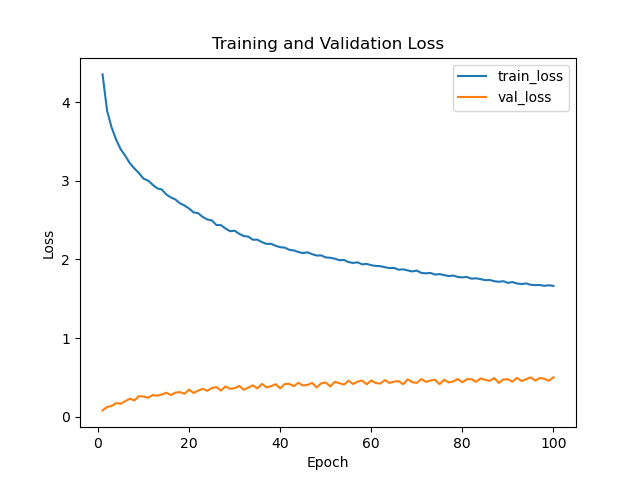 Training and Validation Loss
train_loss
val_loss
4
3
2
1
0
Loss
0 20 40 60 80 100
Epoch